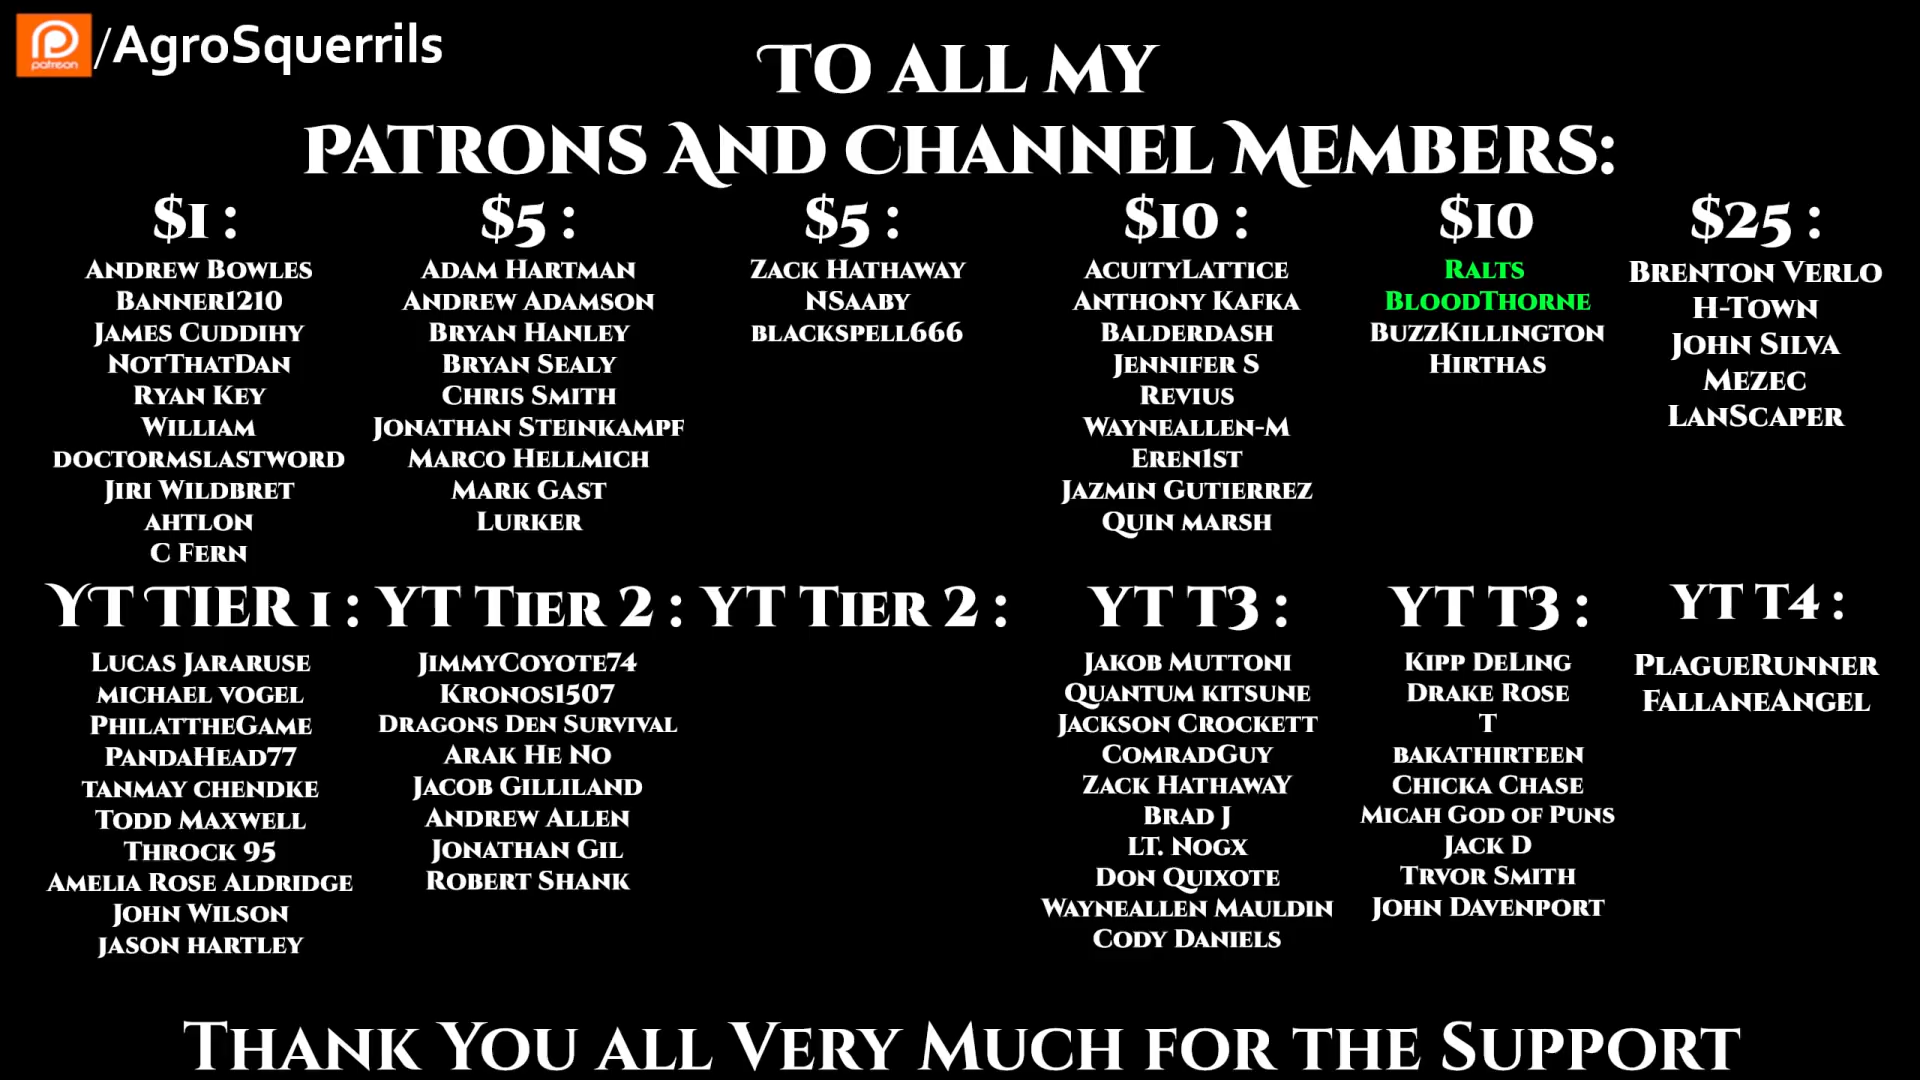 patreon
/AgroSquerrils
To all my
Patrons And Channel Members:
$1 :
Andrew Bowles
Banner1210
James Cuddihy
NotThatDan
Ryan Key
William
doctormslastword
Jiri Wildbret
ahtlon
C Fern
$5 :
Adam Hartman
Andrew Adamson
Bryan Hanley
Bryan Sealy
Chris Smith
Jonathan Steinkampf
Marco Hellmich
Mark Gast
Lurker
$5 :
Zack Hathaway
NSaaby
blackspell666
$10 :
AcuityLattice
Anthony Kafka
Balderdash
Jennifer S
Revius
Wayneallen-M
Eren1st
Jazmin Gutierrez
Quin marsh
$10
Ralts
BloodThorne
BuzzKillington
Hirthas
$25 :
Brenton Verlo
H-Town
John Silva
Mezec
LanScaper
YT Tier 1 :
Lucas Jararuse
michael vogel
PhilattheGame
PandaHead77
tanmay chendke
Todd Maxwell
Throck 95
Amelia Rose Aldridge
John Wilson
jason hartley
YT Tier 2 :
JimmyCoyote74
Kronos1507
Dragons Den Survival
Arak He No
Jacob Gilliland
Andrew Allen
Jonathan Gil
Robert Shank
YT Tier 2 :
YT T3 :
Jakob Muttoni
Quantum kitsune
Jackson Crockett
ComradGuy
Zack HathawaY
Brad J
Lt. Nogx
Don Quixote
Wayneallen Mauldin
Cody Daniels
YT T3 :
Kipp DeLing
Drake Rose
T
bakathirteen
Chicka Chase
Micah God of Puns
Jack D
Trvor Smith
John Davenport
YT T4 :
PlagueRunner
FallaneAngel
Thank You all Very Much for the Support